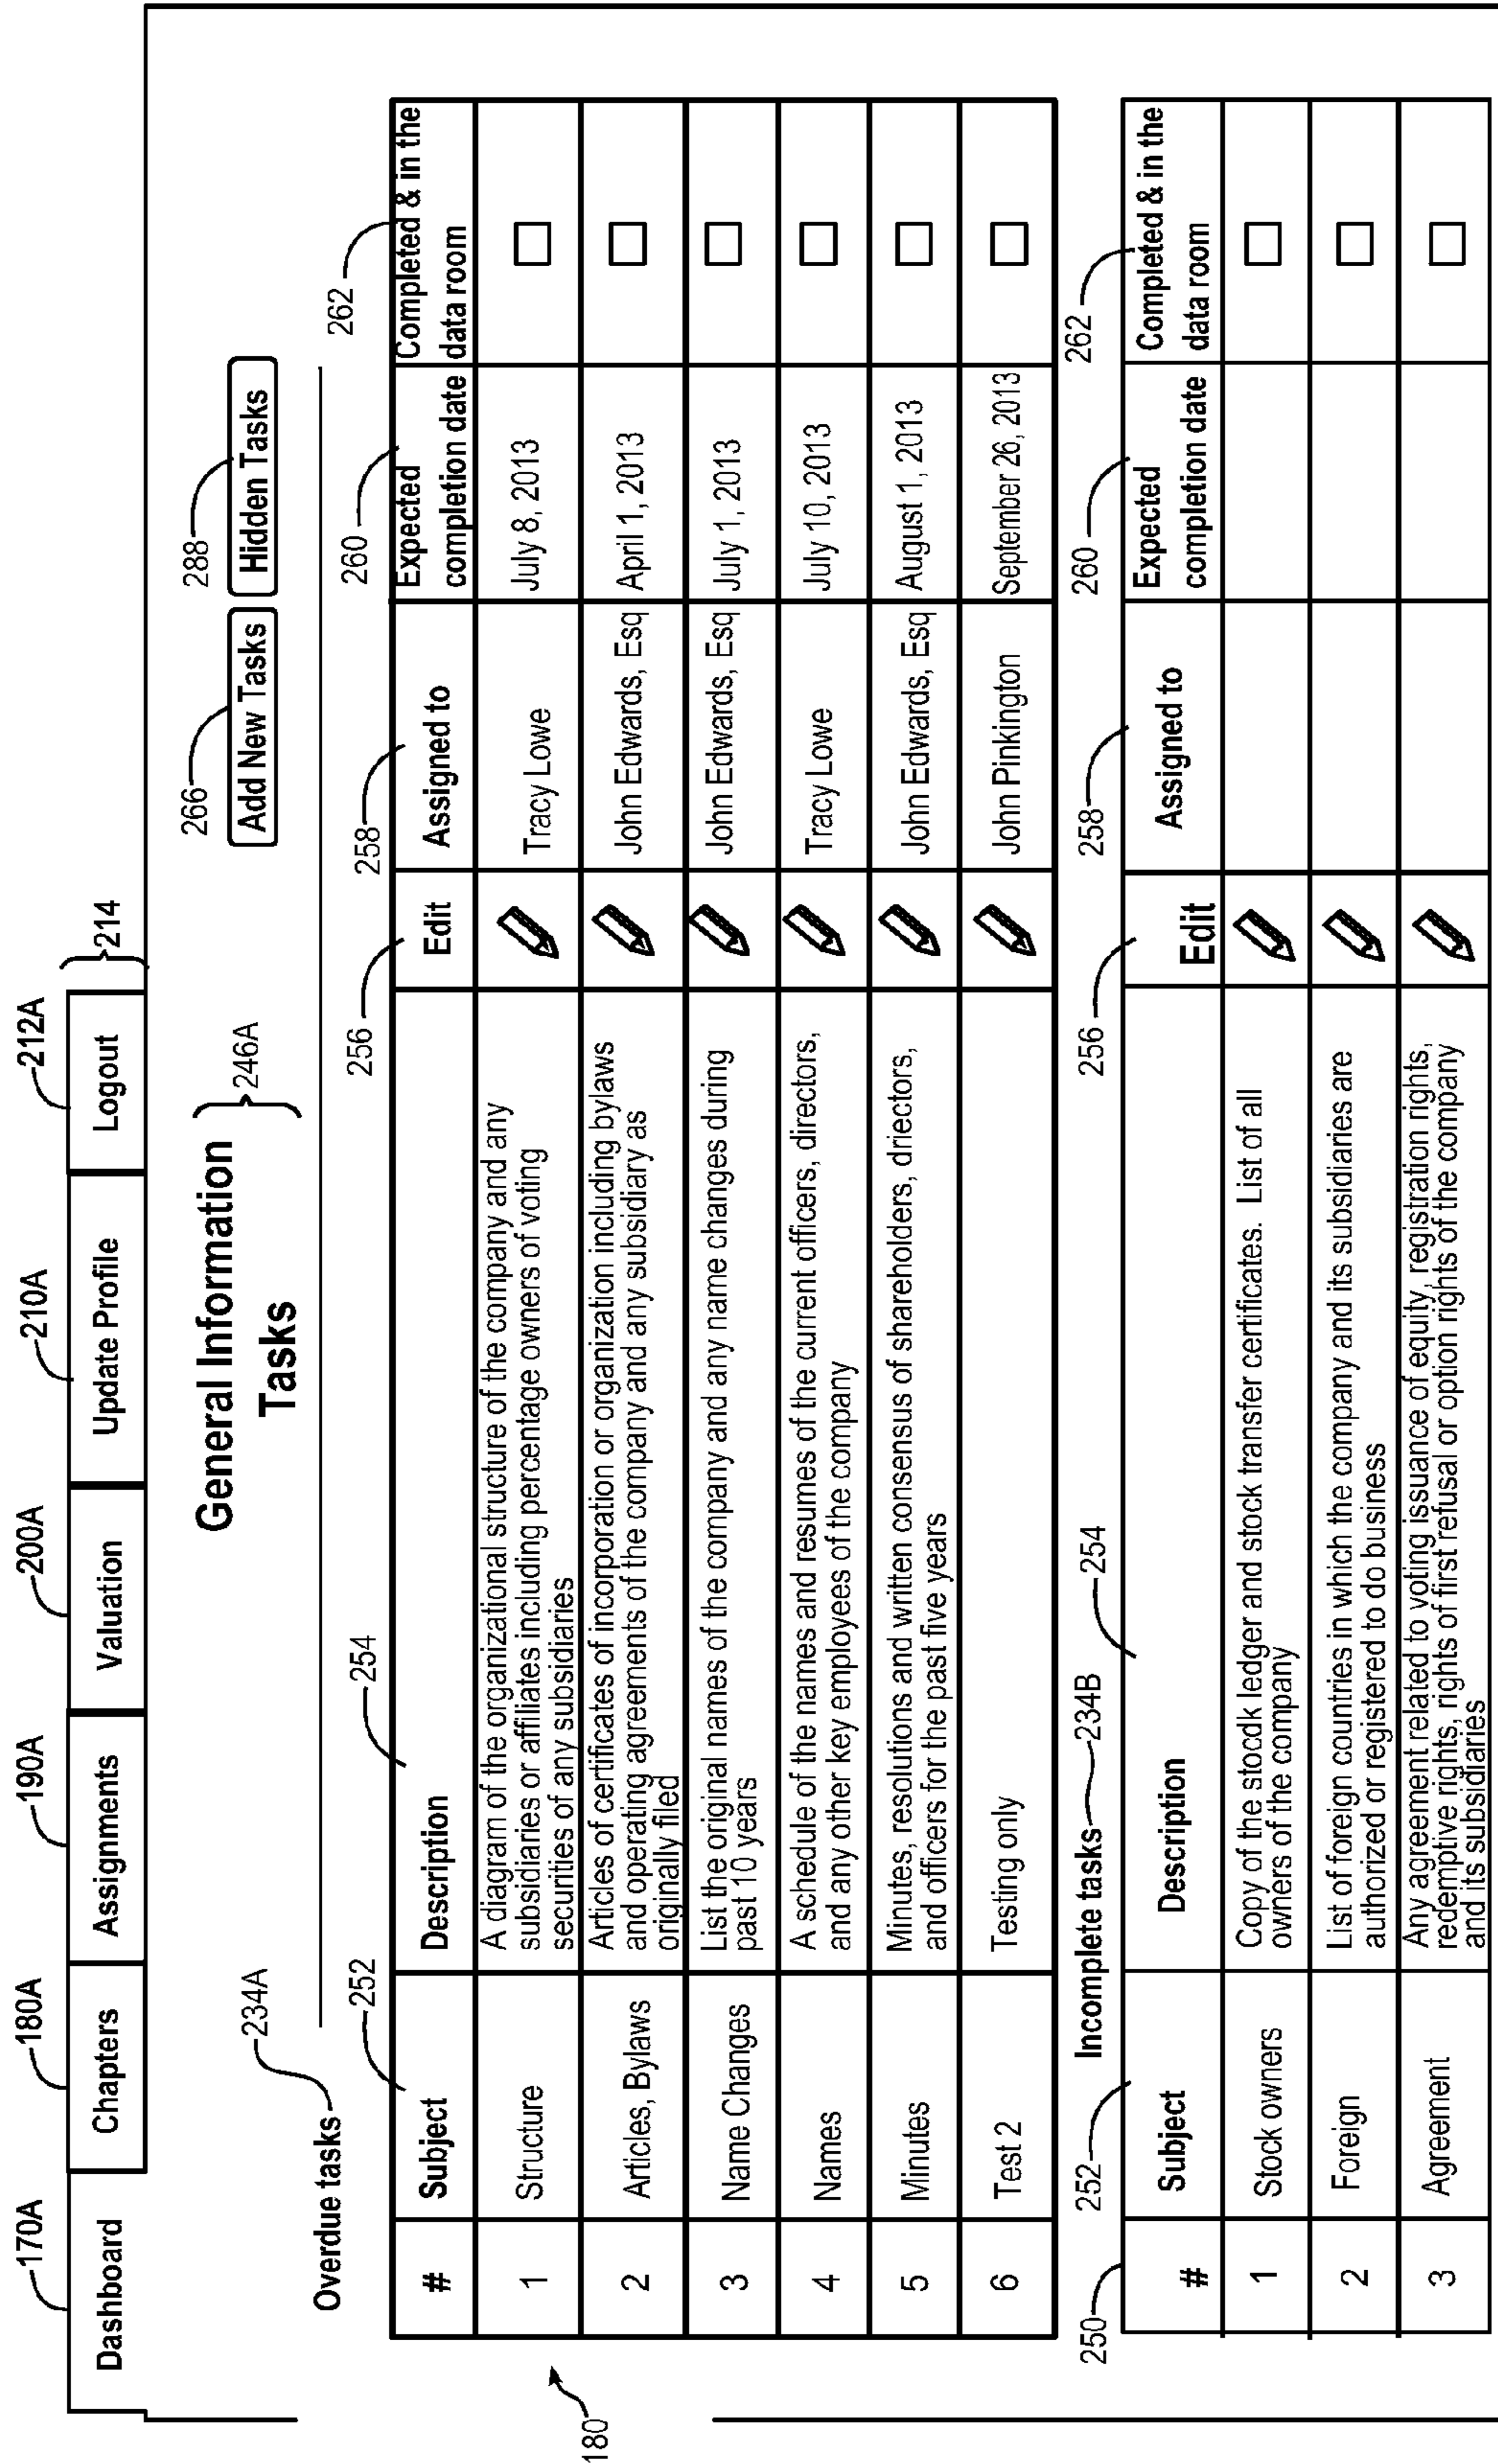 170A 180A 190A 200A 210A 212A
Dashboard Chapters Assignments Valuation Update Profile Logout 214
General Information
Tasks
246A
266 288
Add New Tasks Hidden Tasks
234A
Overdue tasks
180
252 254 256 258 260 262
# Subject Description Edit Assigned to Expected completion date Completed & in the data room
1 Structure A diagram of the organizational structure of the company and any
subsidiaries or affiliates including percentage owners of voting
securities of any subsidiaries
Tracy Lowe July 8, 2013
2 Articles, Bylaws Articles of certificates of incorporation or organization including bylaws
and operating agreements of the company and any subsidiary as
originally filed
John Edwards, Esq April 1, 2013
3 Name Changes List the original names of the company and any name changes during
past 10 years
John Edwards, Esq July 1, 2013
4 Names A schedule of the names and resumes of the current officers, directors,
and any other key employees of the company
Tracy Lowe July 10, 2013
5 Minutes Minutes, resolutions and written consensus of shareholders, driectors,
and officers for the past five years
John Edwards, Esq August 1, 2013
6 Test 2 Testing only John Pinkington September 26, 2013
Incomplete tasks 234B
250 252 254 256 258 260 262
# Subject Description Edit Assigned to Expected completion date Completed & in the data room
1 Stock owners Copy of the stocdk ledger and stock transfer certificates. List of all
owners of the company
2 Foreign List of foreign countries in which the company and its subsidiaries are
authorized or registered to do business
3 Agreement Any agreement related to voting issuance of equity, registration rights,
redemptive rights, rights of first refusal or option rights of the company
and its subsidiaries